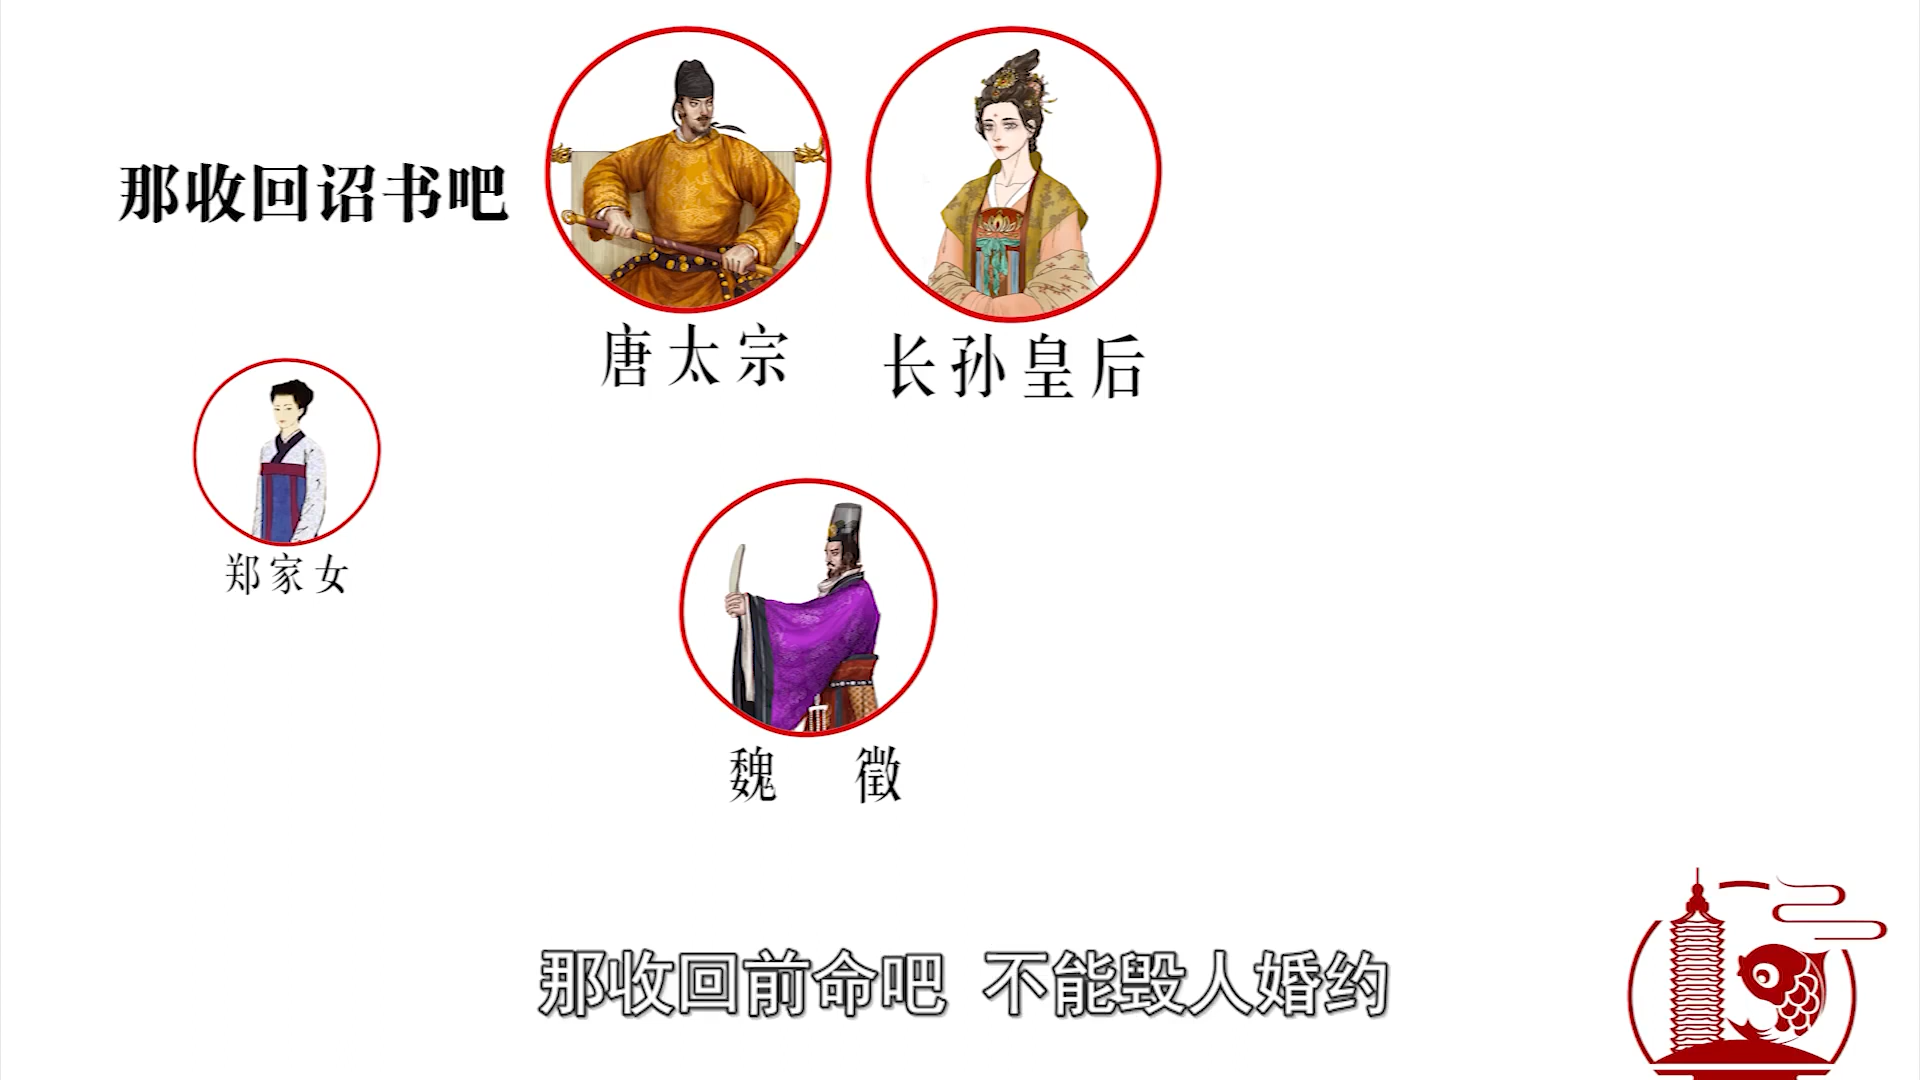 那收回诏书吧
唐太宗
长孙皇后
郑家女
魏 徵
那收回前命吧 不能毁人婚约